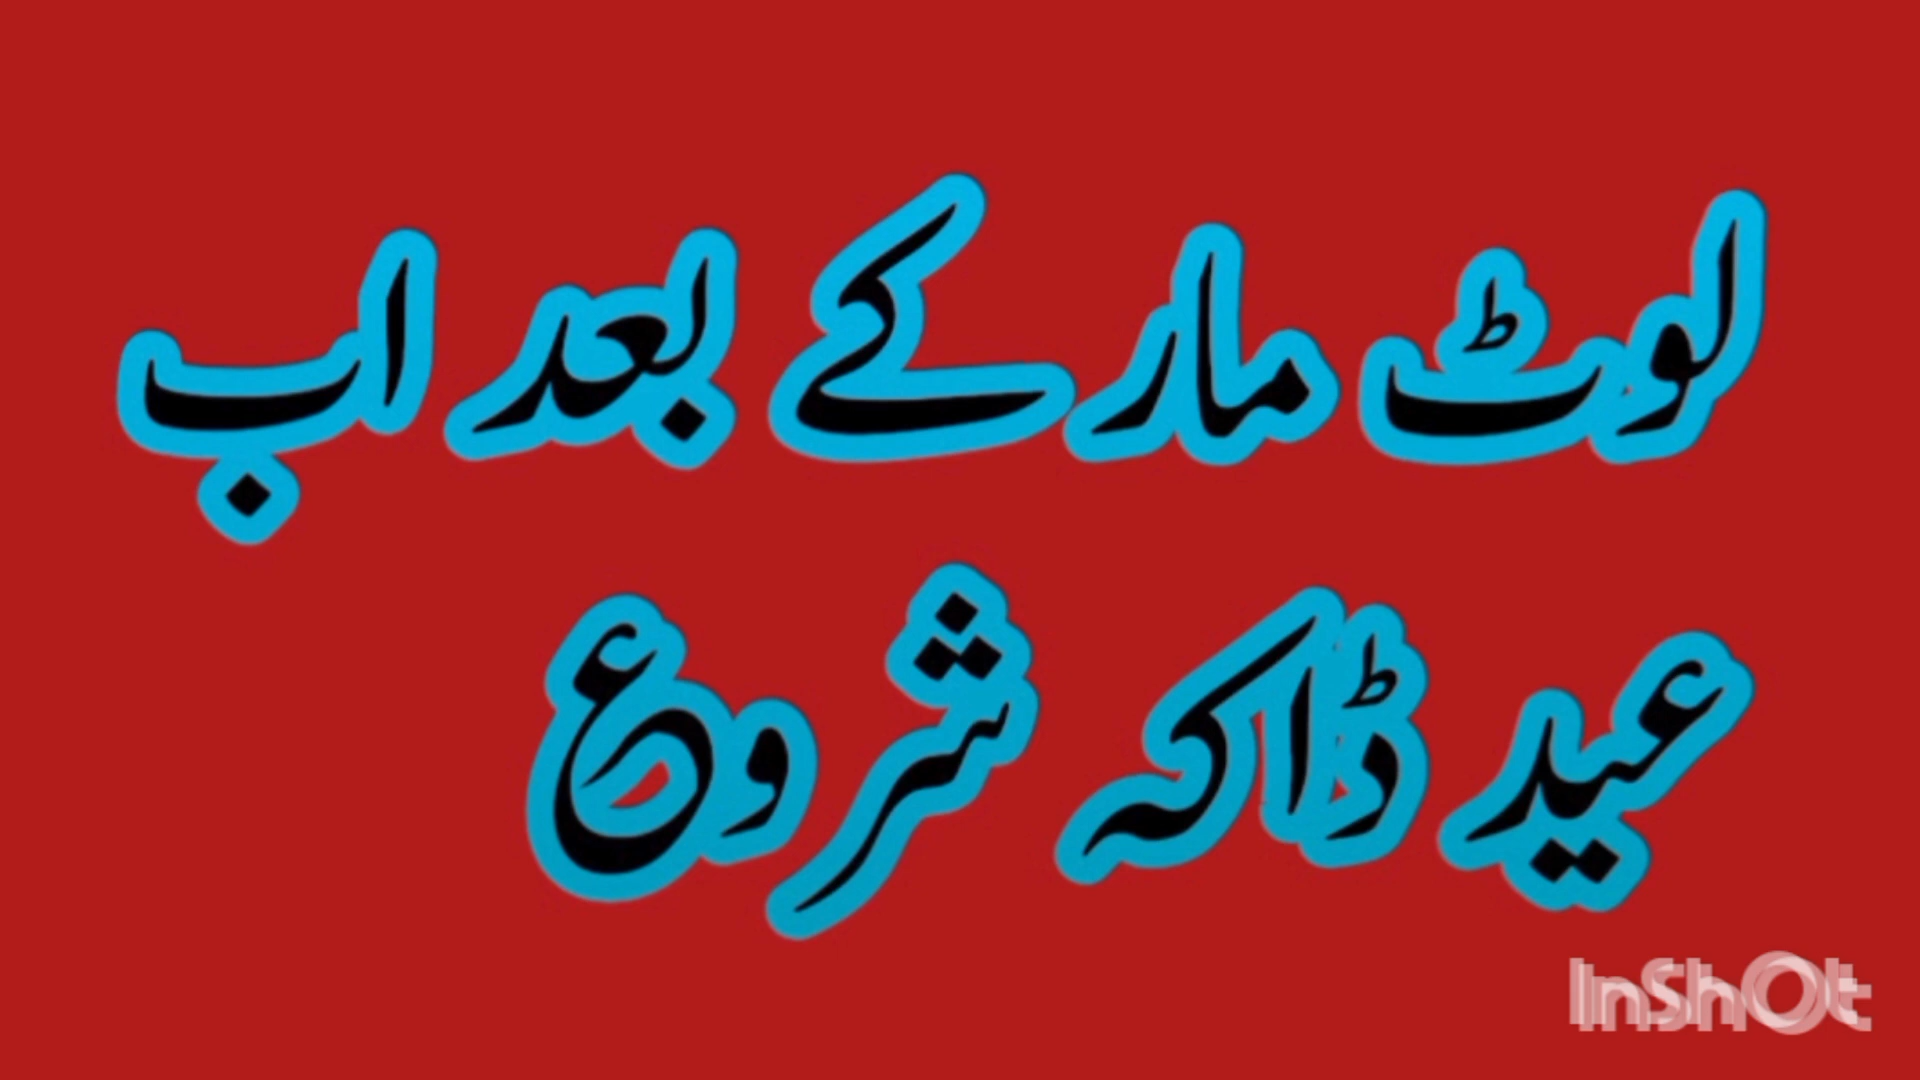 لوٹ مار کے بعد اب
عید ڈاکہ شروع
InShOt